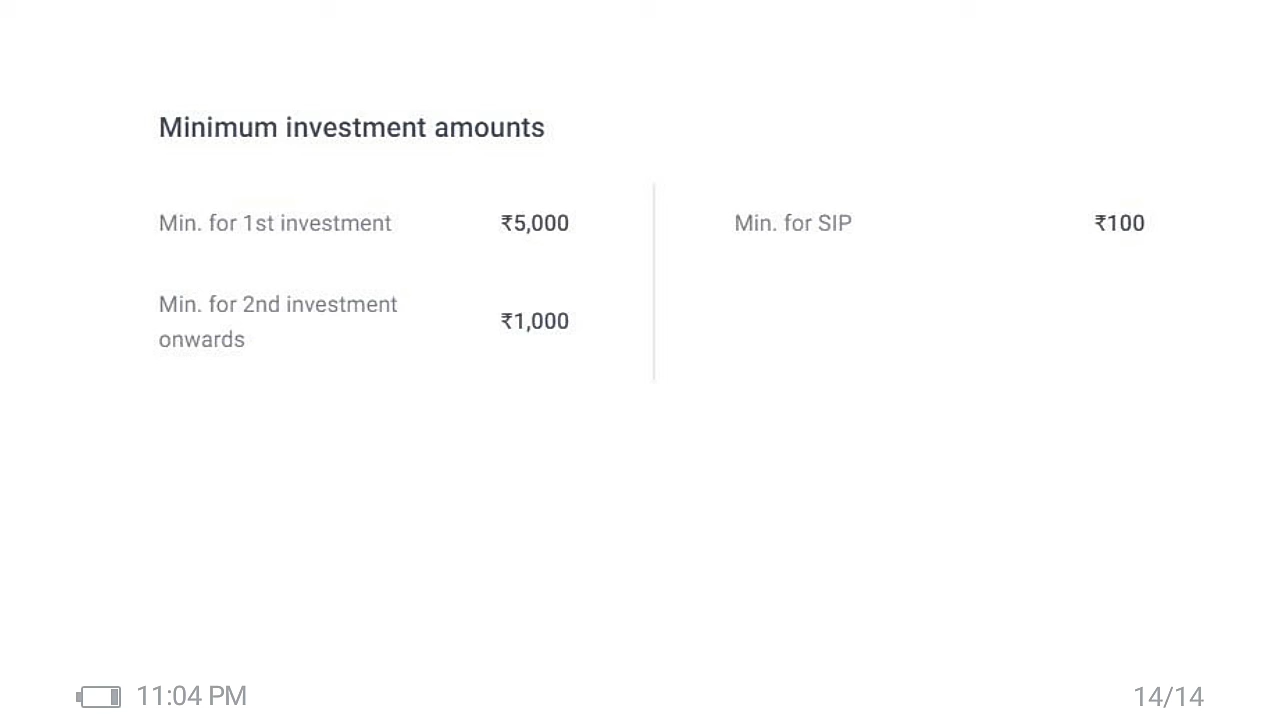 Minimum investment amounts
Min. for 1st investment ₹5,000
Min. for 2nd investment
onwards ₹1,000
Min. for SIP ₹100
11:04 PM
14/14